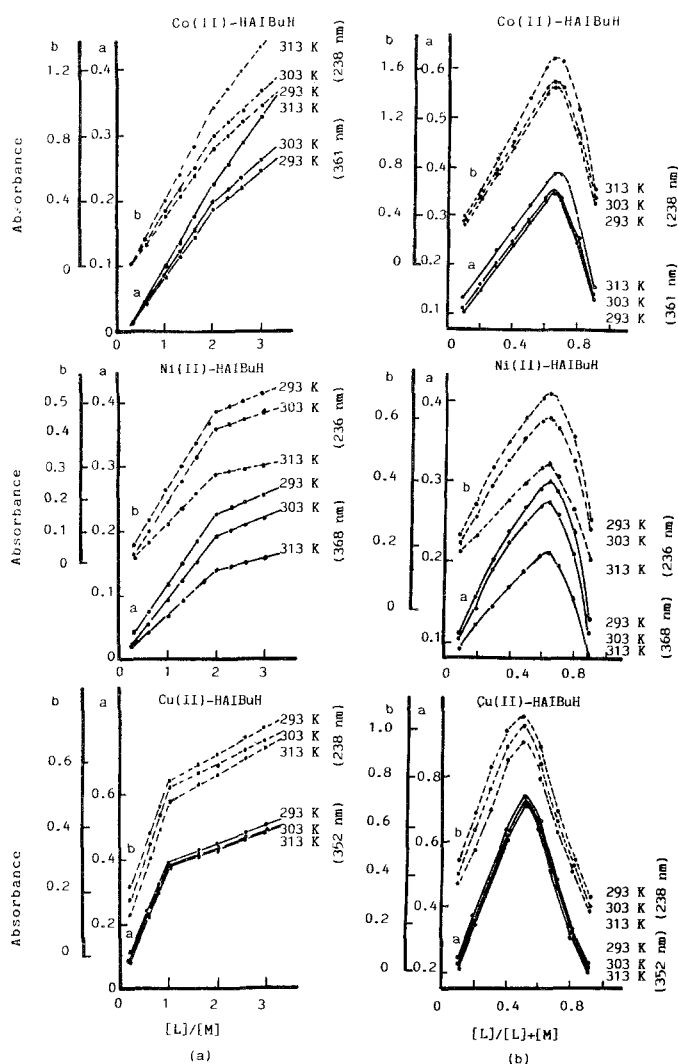 Co(II)-HAIBuH
b a
313 K
303 K
293 K
(238 nm)
313 K
303 K
293 K
(361 nm)
1.2
0.8
0.4
0
0.4
0.3
0.2
0.1
0
Absorbance
b
a
0 1 2 3
Co(II)-HAIBuH
b a
1.6
1.2
0.8
0.4
0
0.6
0.5
0.4
0.3
0.2
0.1
b
a
313 K
303 K
293 K
(238 nm)
313 K
303 K
293 K
(361 nm)
0 0.4 0.8
Ni(II)-HAIBuH
b a
293 K
303 K
(236 nm)
313 K
293 K
303 K
313 K
(368 nm)
0.5
0.4
0.3
0.2
0.1
0
0.4
0.3
0.2
0.1
0
Absorbance
b
a
0 1 2 3
Ni(II)-HAIBuH
b a
0.6
0.4
0.2
0
0.4
0.3
0.2
0.1
b
a
293 K
303 K
313 K
(236 nm)
293 K
303 K
313 K
(368 nm)
0 0.4 0.8
Cu(II)-HAIBuH
b a
293 K
303 K
313 K
(238 nm)
293 K
303 K
313 K
(352 nm)
0.6
0.4
0.2
0
0.8
0.6
0.4
0.2
0
Absorbance
b
a
0 1 2 3
[L]/[M]
(a)
Cu(II)-HAIBuH
b a
1.0
0.8
0.6
0.4
0.2
0
1.0
0.8
0.6
0.4
0.2
b
a
293 K
303 K
313 K
(238 nm)
293 K
303 K
313 K
(352 nm)
0 0.4 0.8
[L]/[L]+[M]
(b)